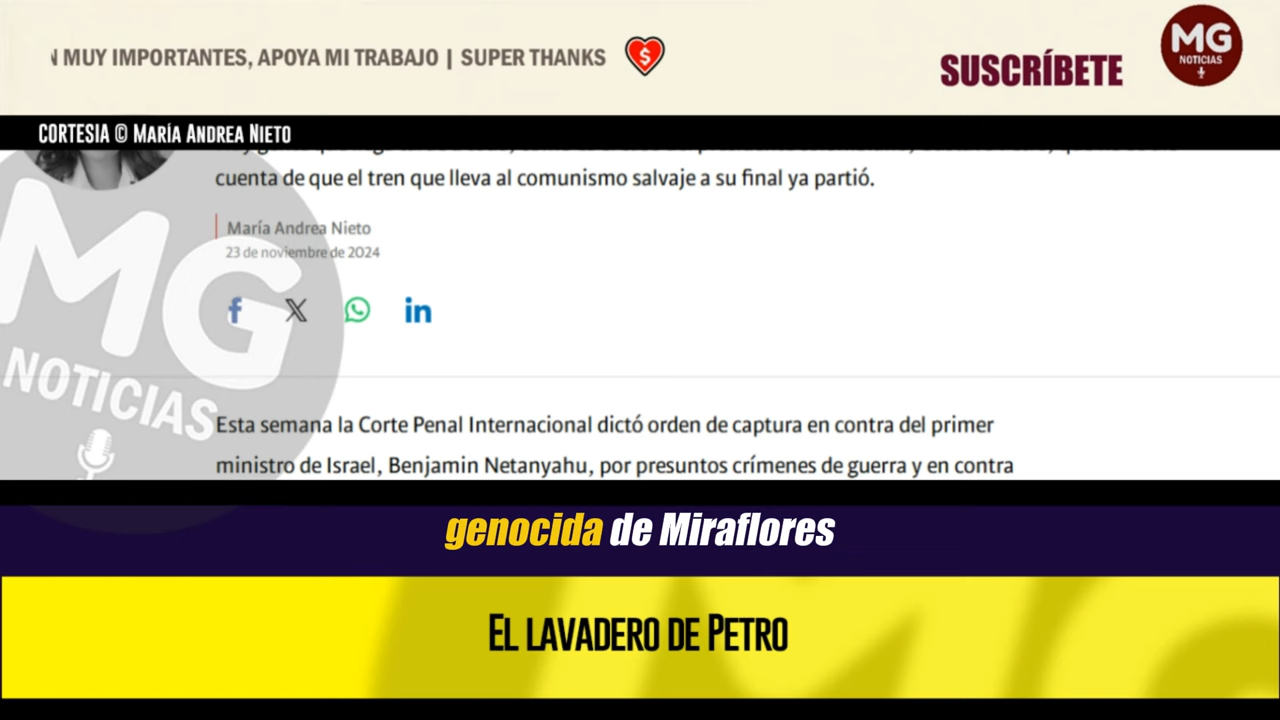 MUY IMPORTANTES, APOYA MI TRABAJO | SUPER THANKS
$
SUSCRÍBETE
MG
NOTICIAS
CORTESIA © MARÍA ANDREA NIETO
cuenta de que el tren que lleva al comunismo salvaje a su final ya partió.
María Andrea Nieto
23 de noviembre de 2024
MG
NOTICIAS
Esta semana la Corte Penal Internacional dictó orden de captura en contra del primer
ministro de Israel, Benjamin Netanyahu, por presuntos crímenes de guerra y en contra
genocida de Miraflores
EL LAVADERO DE PETRO